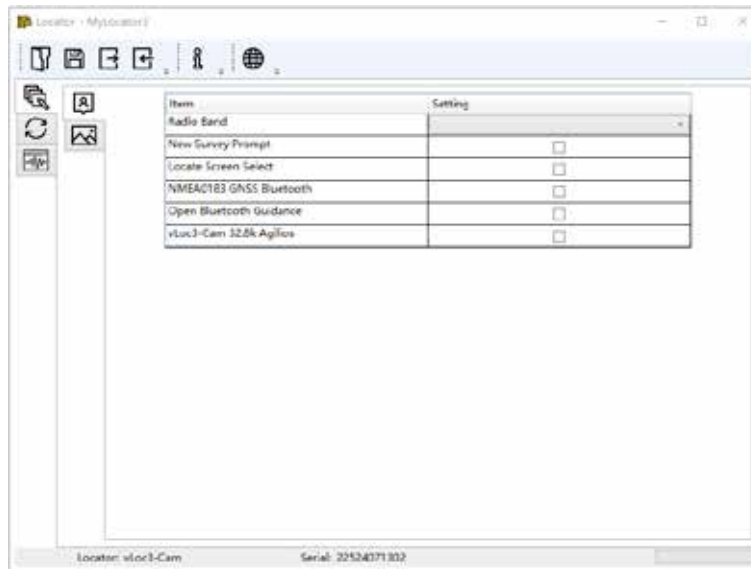 Locator - MyLocator3
Item Setting
Radio Band
New Survey Prompt
Locate Screen Select
NMEA0183 GNSS Bluetooth
Open Bluetooth Guidance
vLoc3-Cam 32.8k Agilios
Locator: vLoc3-Cam Serial: 22524071302